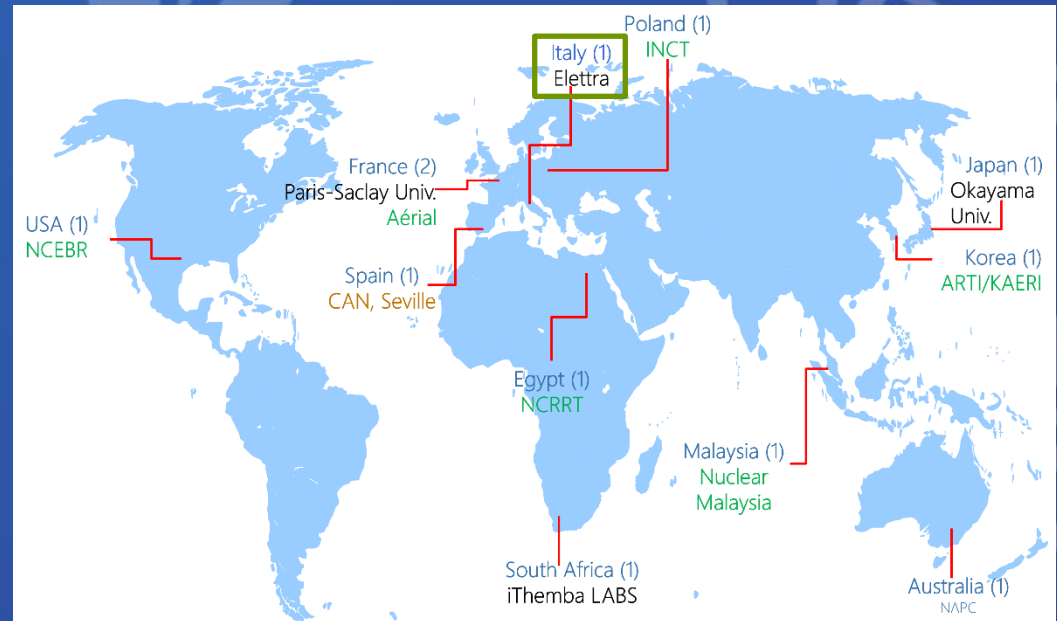 Poland (1)
INCT
Italy (1)
Elettra
France (2)
Paris-Saclay Univ.
Aérial
Japan (1)
Okayama
Univ.
USA (1)
NCEBR
Korea (1)
ARTI/KAERI
Spain (1)
CAN, Seville
Egypt (1)
NCRRT
Malaysia (1)
Nuclear
Malaysia
South Africa (1)
iThemba LABS
Australia (1)
NAPC